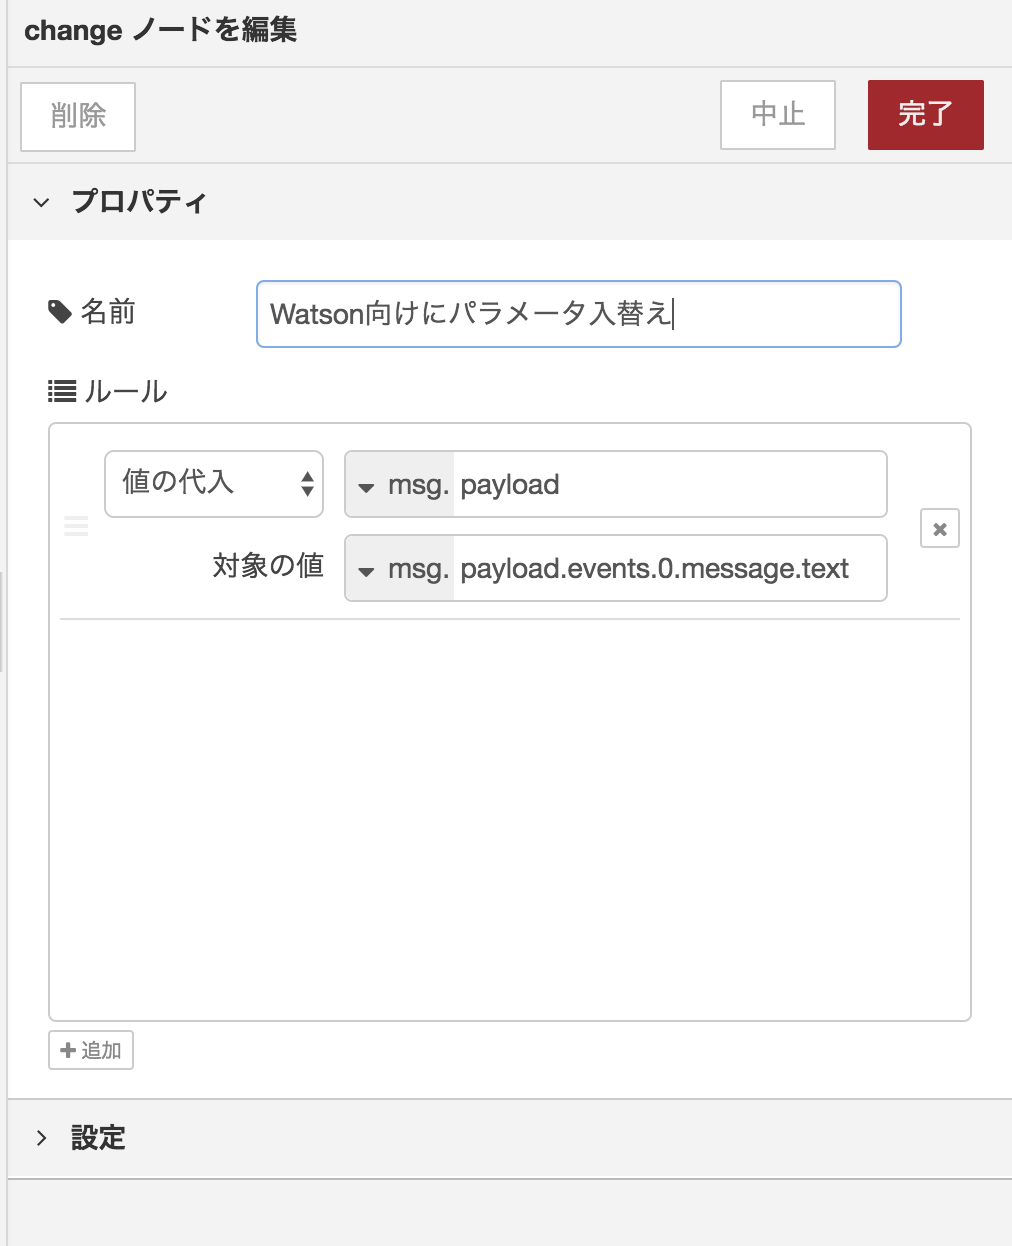 change ノードを編集
削除 中止 完了
プロパティ
名前 Watson向けにパラメータ入替え
ルール
値の代入 msg. payload
対象の値 msg. payload.events.0.message.text
追加
設定